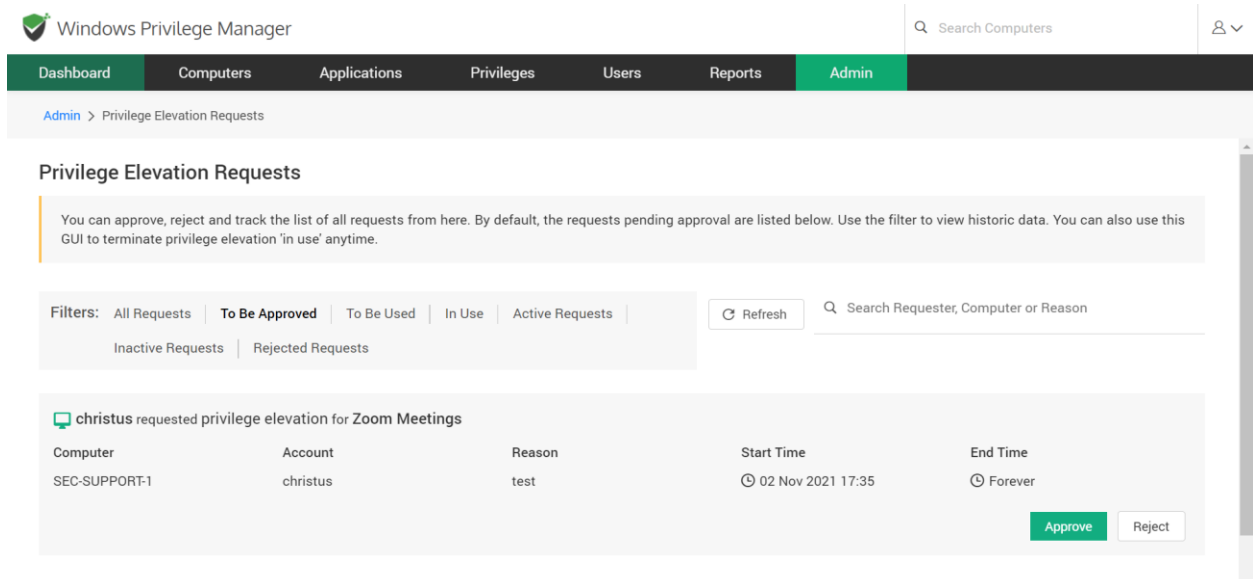 Windows Privilege Manager
Search Computers
Dashboard Computers Applications Privileges Users Reports Admin
Admin > Privilege Elevation Requests
Privilege Elevation Requests
You can approve, reject and track the list of all requests from here. By default, the requests pending approval are listed below. Use the filter to view historic data. You can also use this
GUI to terminate privilege elevation 'in use' anytime.
Filters: All Requests To Be Approved To Be Used In Use Active Requests
Inactive Requests Rejected Requests
Refresh
Search Requester, Computer or Reason
christus requested privilege elevation for Zoom Meetings
Computer Account Reason Start Time End Time
SEC-SUPPORT-1 christus test 02 Nov 2021 17:35 Forever
Approve Reject